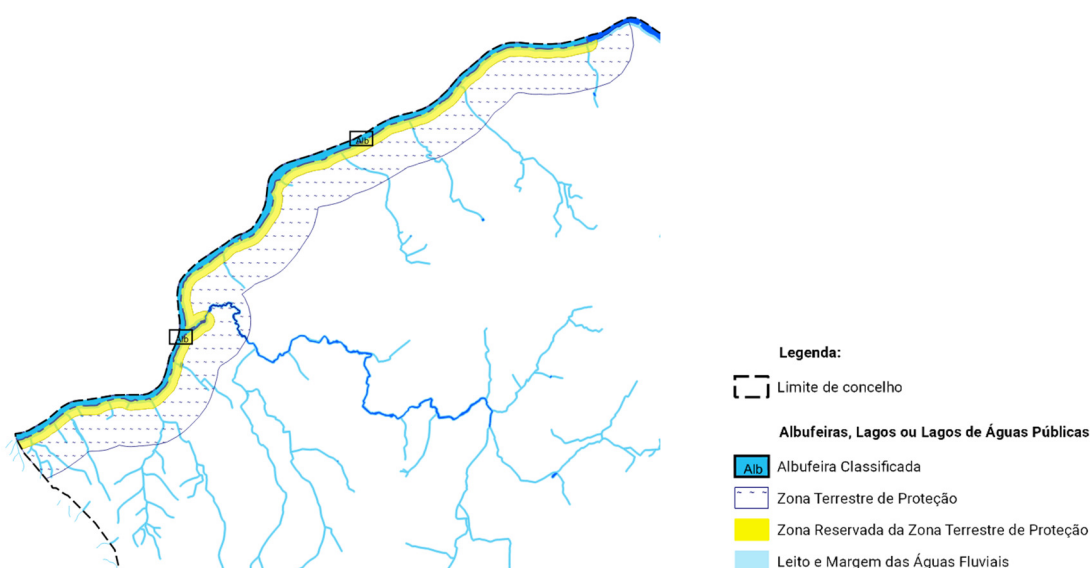 Alb
Alb
Legenda:
Limite de concelho
Albufeiras, Lagos ou Lagos de Águas Públicas
Alb Albufeira Classificada
Zona Terrestre de Proteção
Zona Reservada da Zona Terrestre de Proteção
Leito e Margem das Águas Fluviais